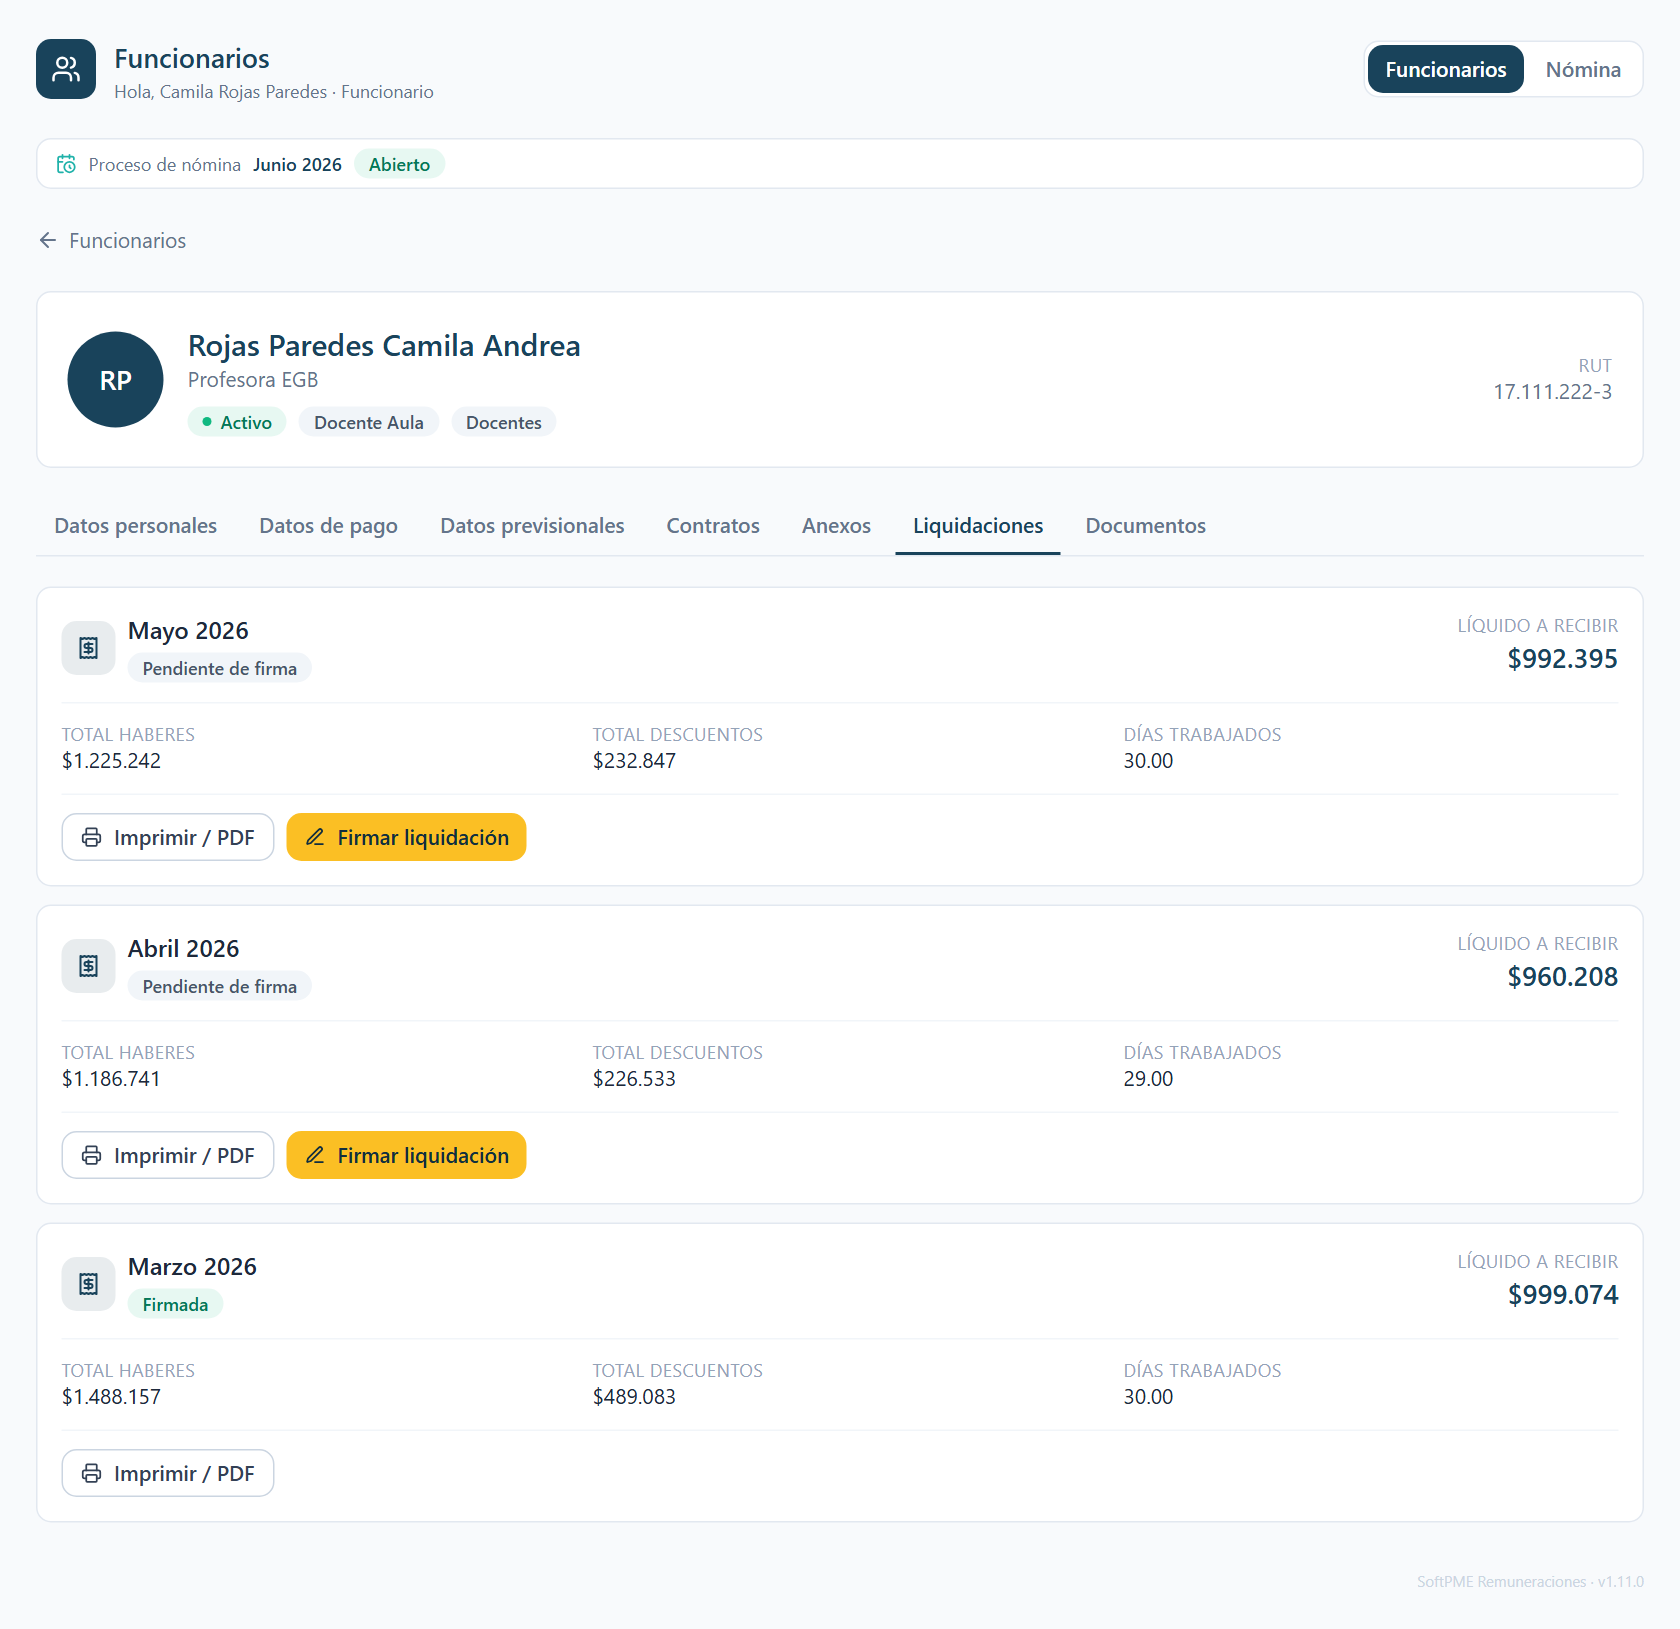 Funcionarios
Hola, Camila Rojas Paredes · Funcionario
Funcionarios
Nómina
Proceso de nómina Junio 2026 Abierto
Funcionarios
RP
Rojas Paredes Camila Andrea
Profesora EGB
Activo
Docente Aula
Docentes
RUT
17.111.222-3
Datos personales
Datos de pago
Datos previsionales
Contratos
Anexos
Liquidaciones
Documentos
Mayo 2026
Pendiente de firma
LÍQUIDO A RECIBIR
$992.395
TOTAL HABERES
$1.225.242
TOTAL DESCUENTOS
$232.847
DÍAS TRABAJADOS
30.00
Imprimir / PDF
Firmar liquidación
Abril 2026
Pendiente de firma
LÍQUIDO A RECIBIR
$960.208
TOTAL HABERES
$1.186.741
TOTAL DESCUENTOS
$226.533
DÍAS TRABAJADOS
29.00
Imprimir / PDF
Firmar liquidación
Marzo 2026
Firmada
LÍQUIDO A RECIBIR
$999.074
TOTAL HABERES
$1.488.157
TOTAL DESCUENTOS
$489.083
DÍAS TRABAJADOS
30.00
Imprimir / PDF
SoftPME Remuneraciones · v1.11.0